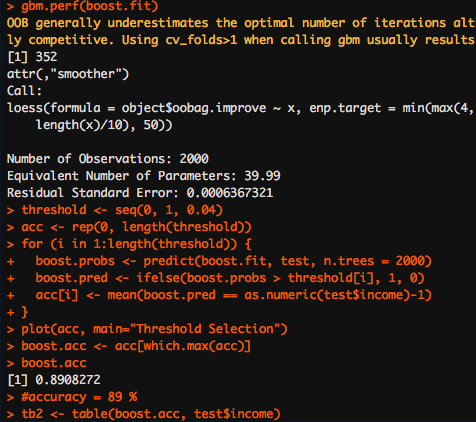 > gbm.perf(boost.fit)
OOB generally underestimates the optimal number of iterations alt
ly competitive. Using cv_folds>1 when calling gbm usually results
[1] 352
attr(,"smoother")
Call:
loess(formula = object$oobag.improve ~ x, enp.target = min(max(4,
    length(x)/10), 50))

Number of Observations: 2000
Equivalent Number of Parameters: 39.99
Residual Standard Error: 0.0006367321
> threshold <- seq(0, 1, 0.04)
> acc <- rep(0, length(threshold))
> for (i in 1:length(threshold)) {
+   boost.probs <- predict(boost.fit, test, n.trees = 2000)
+   boost.pred <- ifelse(boost.probs > threshold[i], 1, 0)
+   acc[i] <- mean(boost.pred == as.numeric(test$income)-1)
+ }
> plot(acc, main="Threshold Selection")
> boost.acc <- acc[which.max(acc)]
> boost.acc
[1] 0.8908272
> #accuracy = 89 %
> tb2 <- table(boost.acc, test$income)